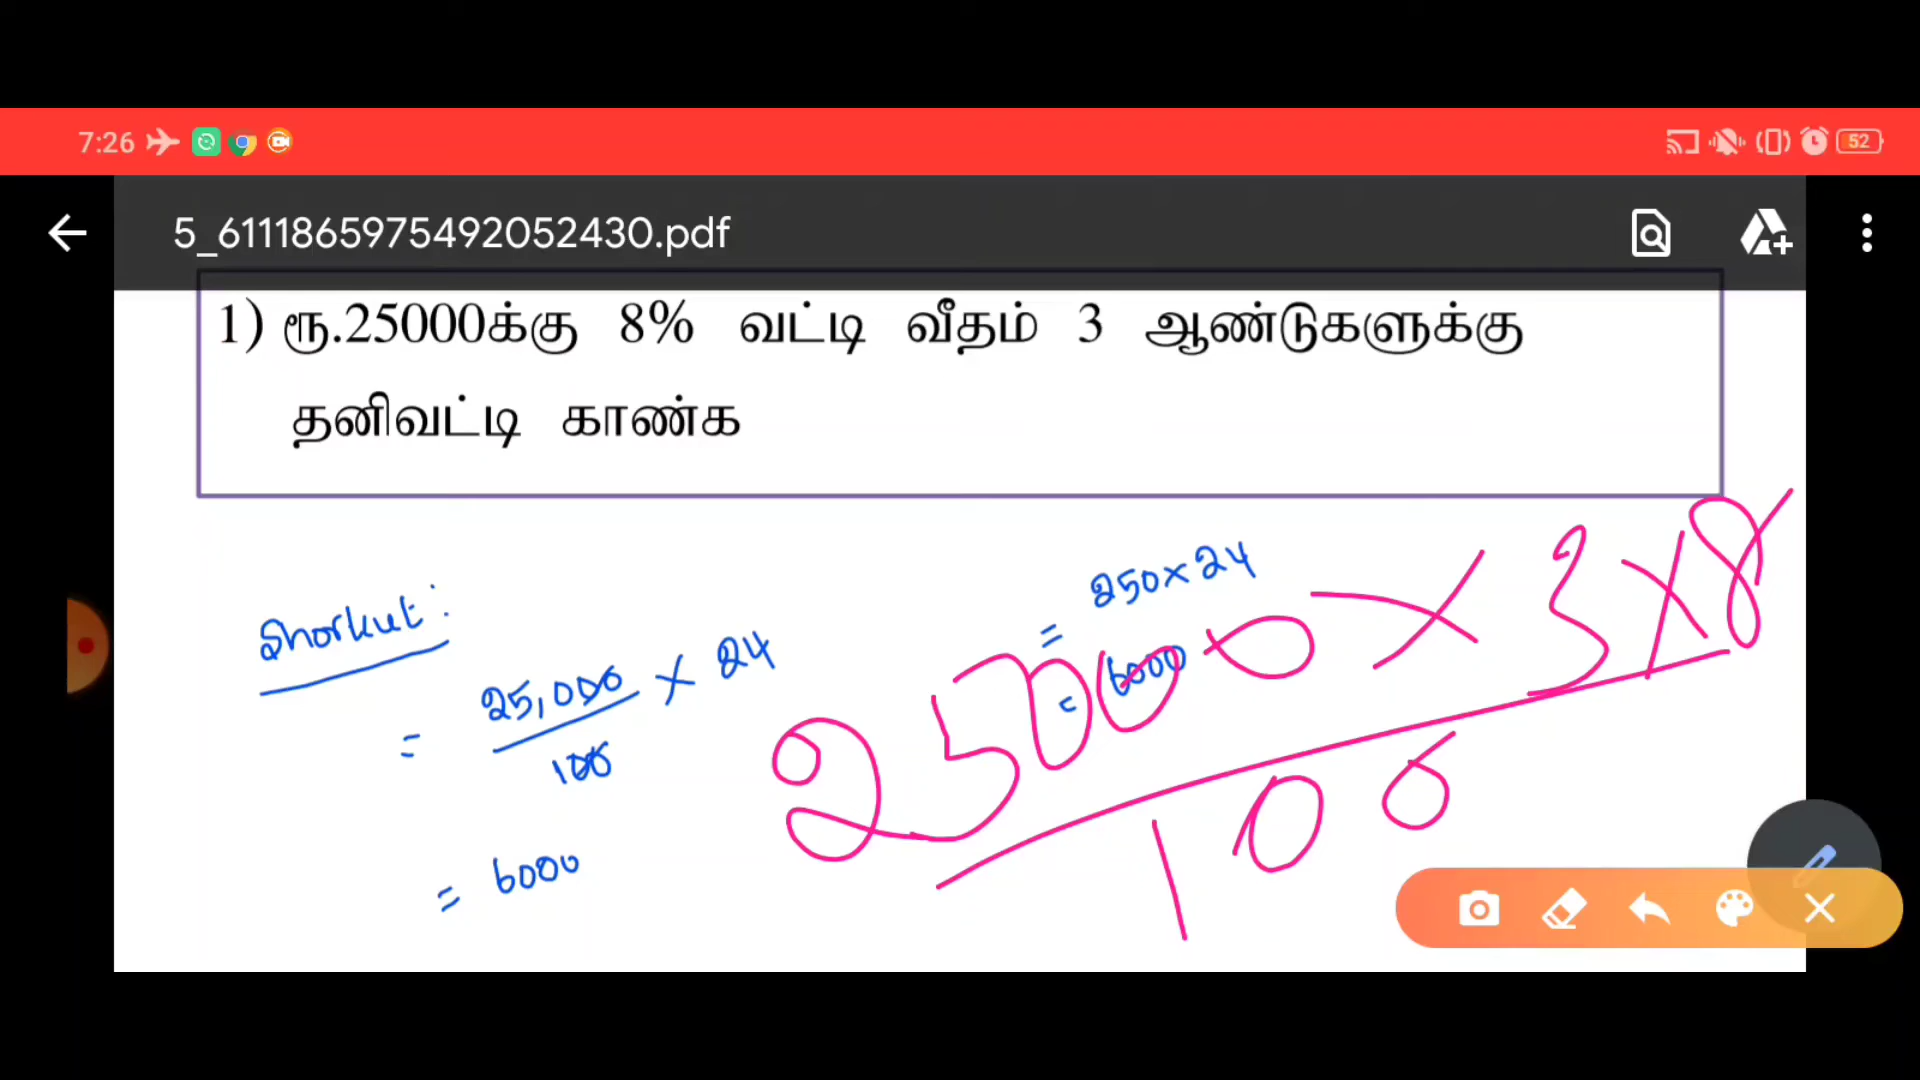 7:26
52
5_6111865975492052430.pdf
1) ரூ.25000க்கு 8% வட்டி வீதம் 3 ஆண்டுகளுக்கு
தனிவட்டி காண்க
Shorkut:
= 25,000 × 24
100
= 6000
= 250×24
= 6000
25000 × 3 × 8
100